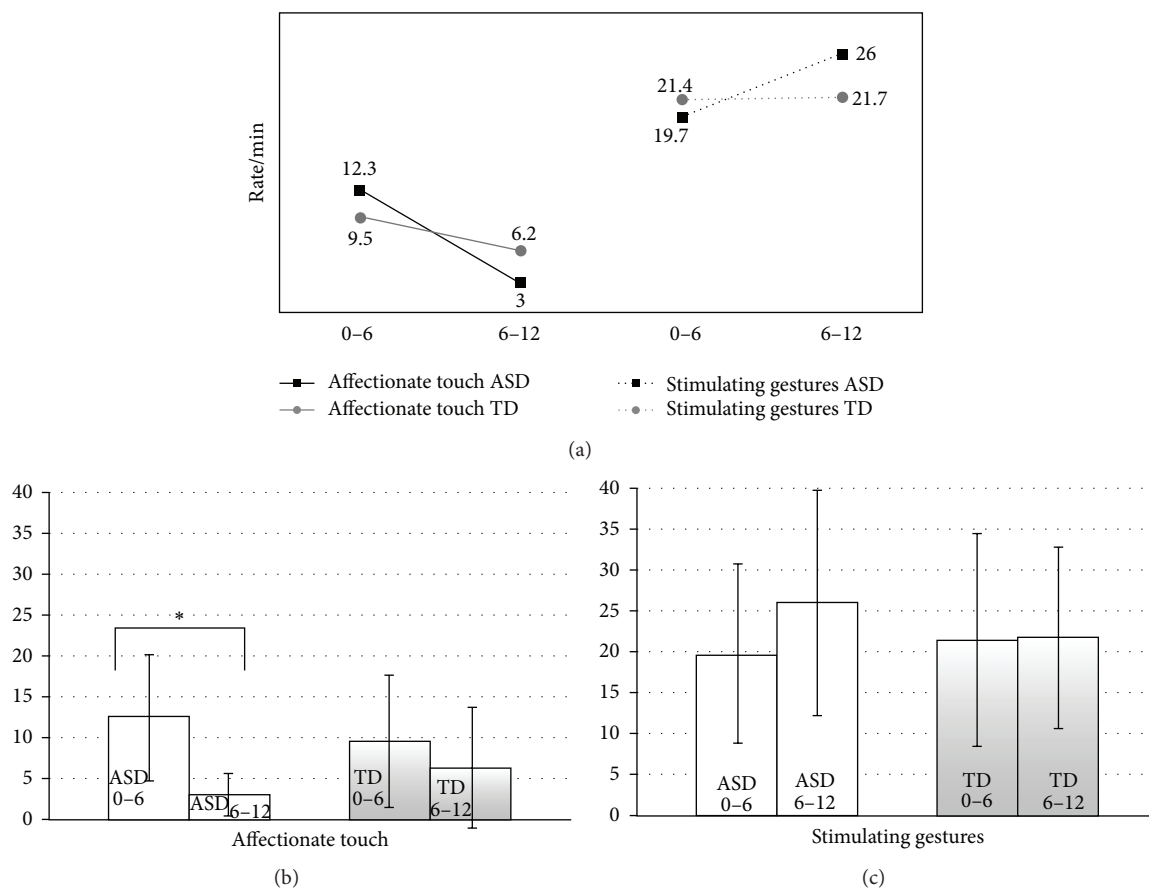 Rate/min
12.3
9.5
6.2
3
21.4
19.7
26
21.7
0–6 6–12 0–6 6–12
Affectionate touch ASD
Affectionate touch TD
Stimulating gestures ASD
Stimulating gestures TD
(a)
40
35
30
25
20
15
10
5
0
*
ASD
0–6
ASD 6–12
TD
0–6
TD
6–12
Affectionate touch
(b)
40
35
30
25
20
15
10
5
0
ASD
0–6
ASD
6–12
TD
0–6
TD
6–12
Stimulating gestures
(c)